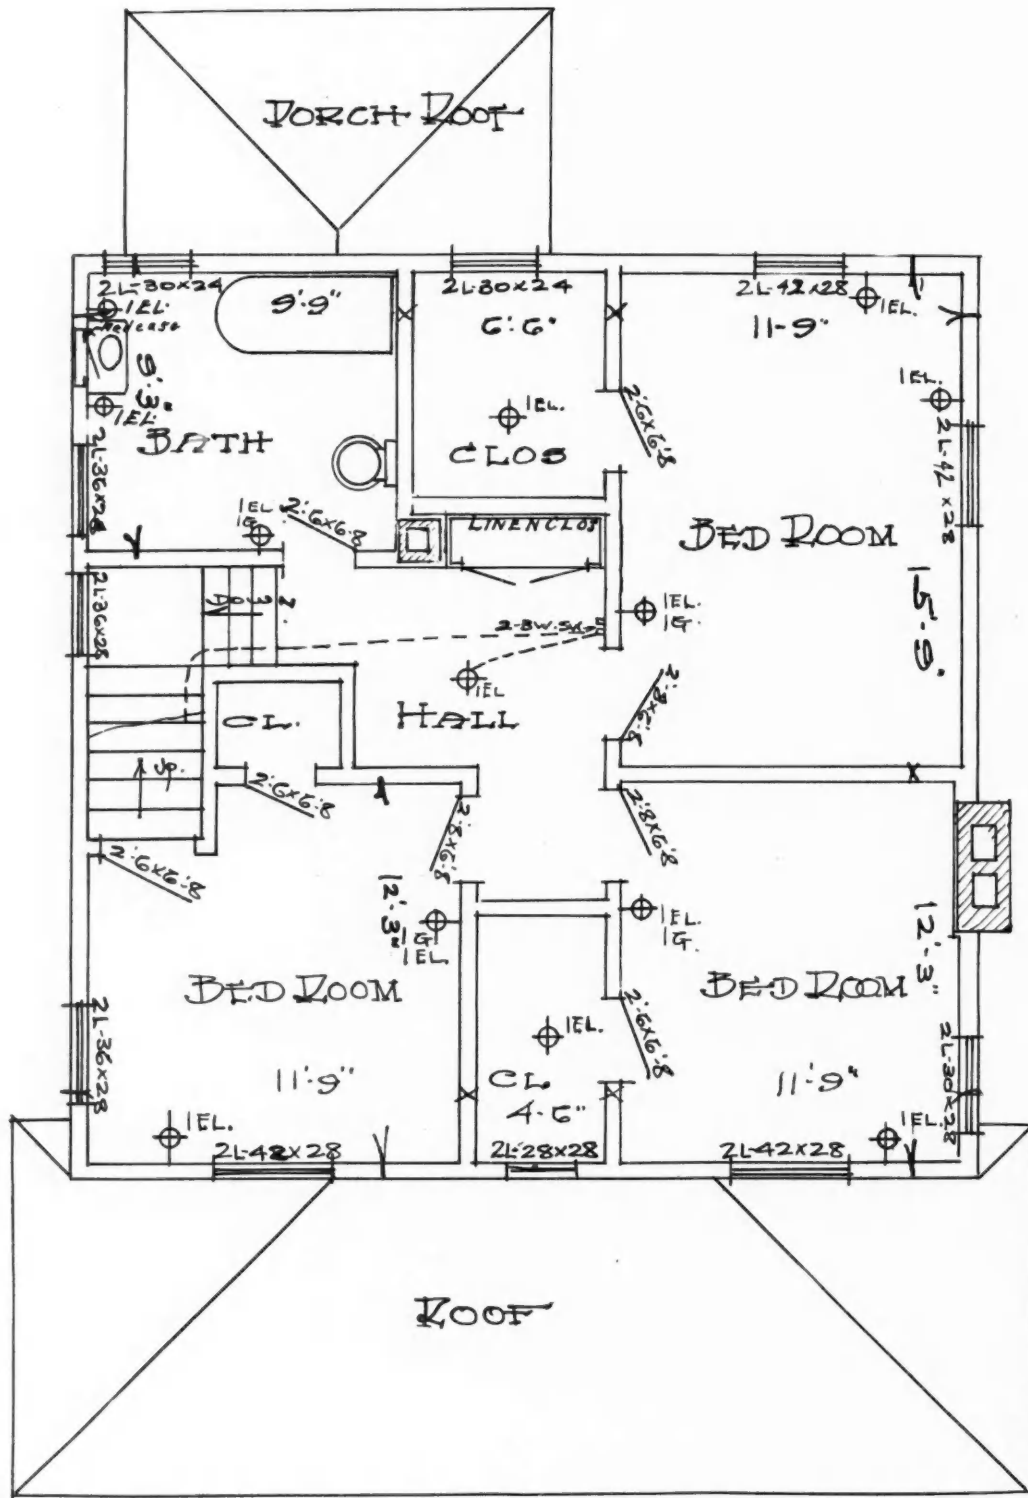 PORCH ROOF
2L-30X24
9'-9"
2L-30X24
6'-6"
2L-42X28
11-9"
1EL.
1EL.
Medcase
9'-3"
1EL.
BATH
1EL.
CLOS
2'-6X6'-8
1EL.
2L-42X28
2L-36X28
1EL
1G.
2'-6X6'-8
LINEN CLOS
BED ROOM
15'-9"
2L-36X28
1EL.
1G.
1EL
HALL
2'-8X6'-8
CL.
UP.
2'-6X6'-8
2'-8X6'-8
2'-8X6'-8
2'-6X6'-8
12'-3"
1G
1EL.
1EL.
1G.
12'-3"
BED ROOM
BED ROOM
2L-36X28
1EL.
2'-6X6'-8
CL
4-6"
11'-9"
11'-9"
2L-30X28
1EL.
1EL.
2L-42X28
2L-28X28
2L-42X28
ROOF